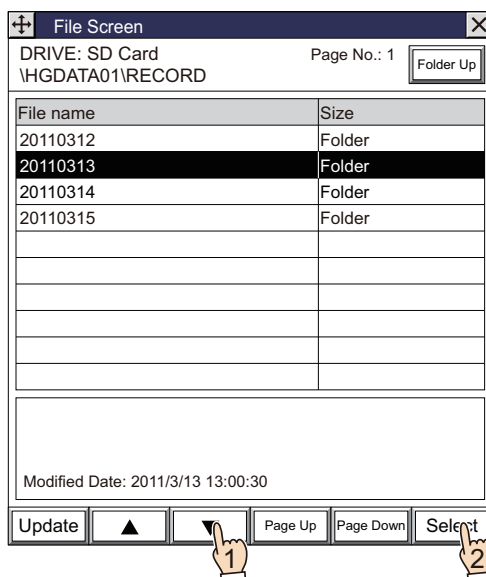 File Screen
DRIVE: SD Card Page No.: 1 Folder Up
\HGDATA01\RECORD
File name Size
20110312 Folder
20110313 Folder
20110314 Folder
20110315 Folder
Modified Date: 2011/3/13 13:00:30
Update ▲ ▼ Page Up Page Down Select
1 2